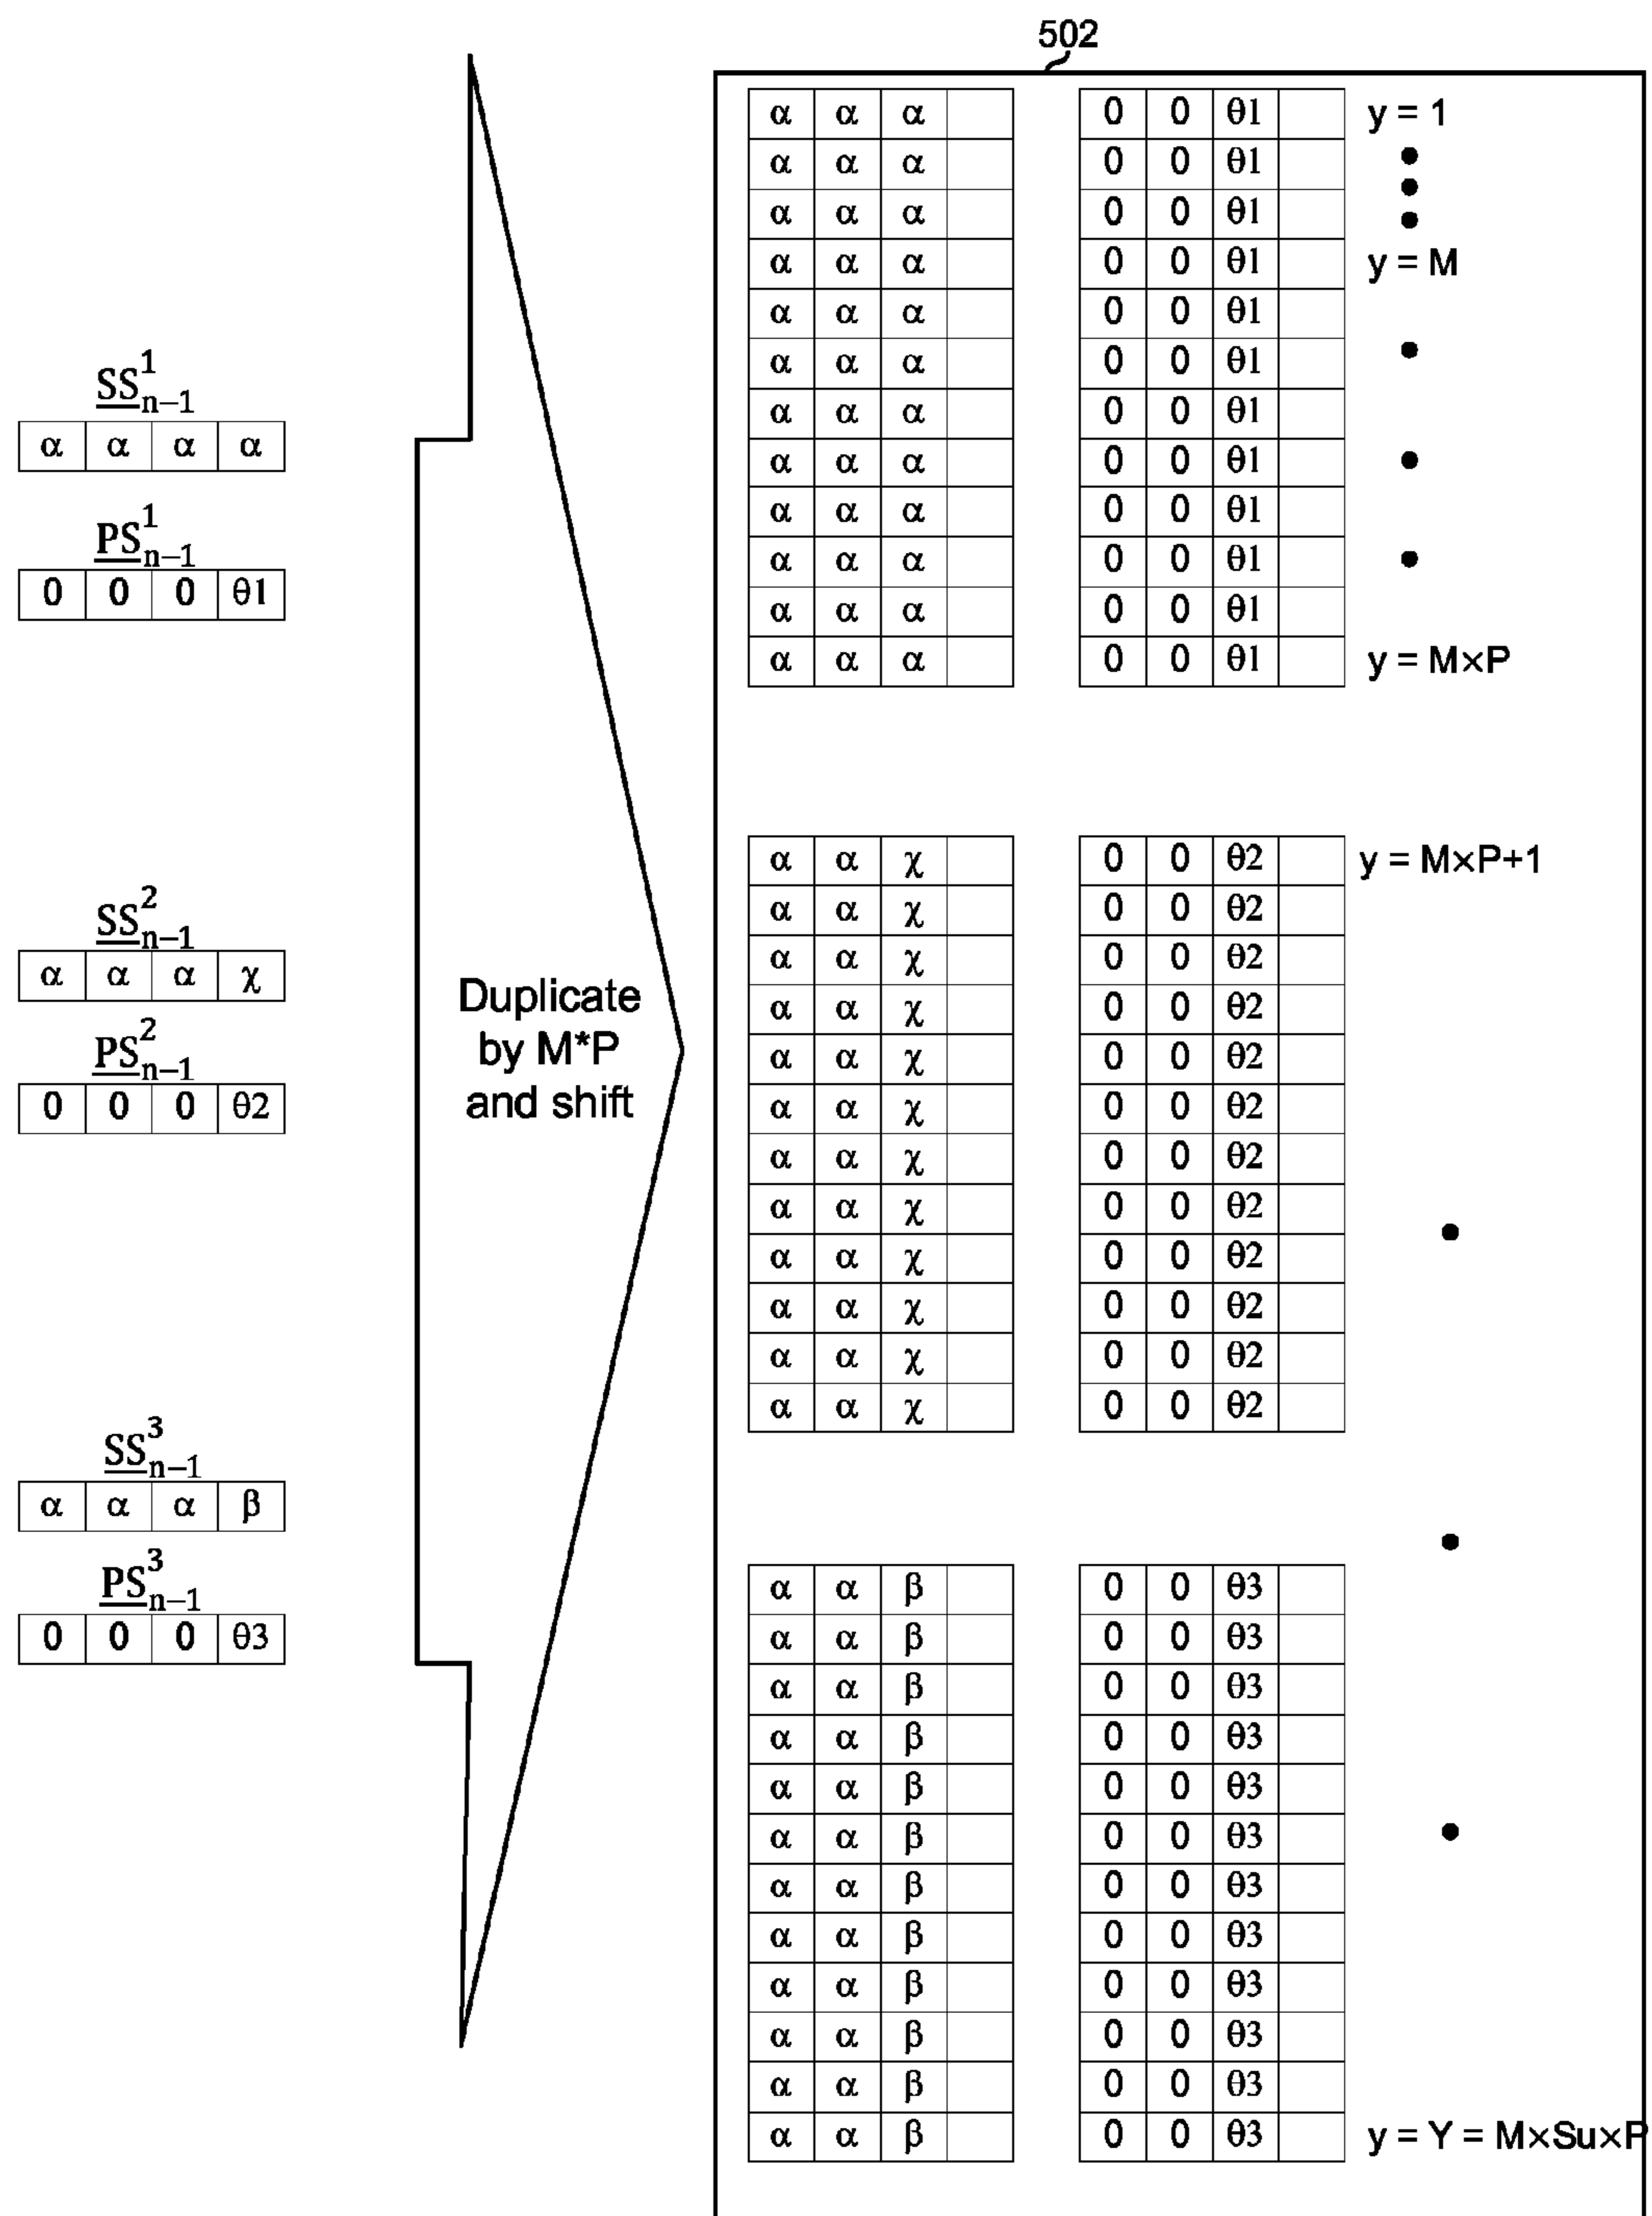 502
SS¹ₙ₋₁
α α α α
PS¹ₙ₋₁
0 0 0 θ1
SS²ₙ₋₁
α α α χ
PS²ₙ₋₁
0 0 0 θ2
SS³ₙ₋₁
α α α β
PS³ₙ₋₁
0 0 0 θ3
Duplicate
by M*P
and shift
α α α 0 0 θ1 y = 1
α α α 0 0 θ1
α α α 0 0 θ1
α α α 0 0 θ1 y = M
α α α 0 0 θ1
α α α 0 0 θ1
α α α 0 0 θ1
α α α 0 0 θ1
α α α 0 0 θ1
α α α 0 0 θ1
α α α 0 0 θ1
α α α 0 0 θ1 y = M×P
α α χ 0 0 θ2 y = M×P+1
α α χ 0 0 θ2
α α χ 0 0 θ2
α α χ 0 0 θ2
α α χ 0 0 θ2
α α χ 0 0 θ2
α α χ 0 0 θ2
α α χ 0 0 θ2
α α χ 0 0 θ2
α α χ 0 0 θ2
α α χ 0 0 θ2
α α χ 0 0 θ2
α α β 0 0 θ3
α α β 0 0 θ3
α α β 0 0 θ3
α α β 0 0 θ3
α α β 0 0 θ3
α α β 0 0 θ3
α α β 0 0 θ3
α α β 0 0 θ3
α α β 0 0 θ3
α α β 0 0 θ3
α α β 0 0 θ3
α α β 0 0 θ3 y = Y = M×Su×P